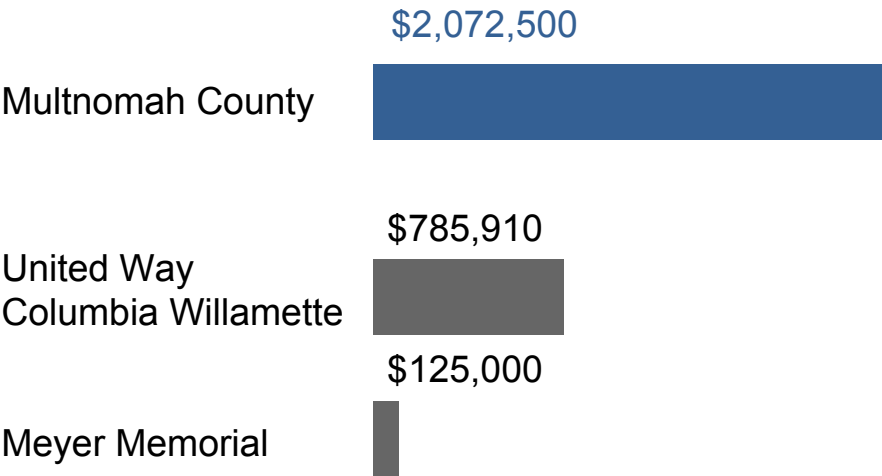 $2,072,500
Multnomah County
$785,910
United Way
Columbia Willamette
$125,000
Meyer Memorial